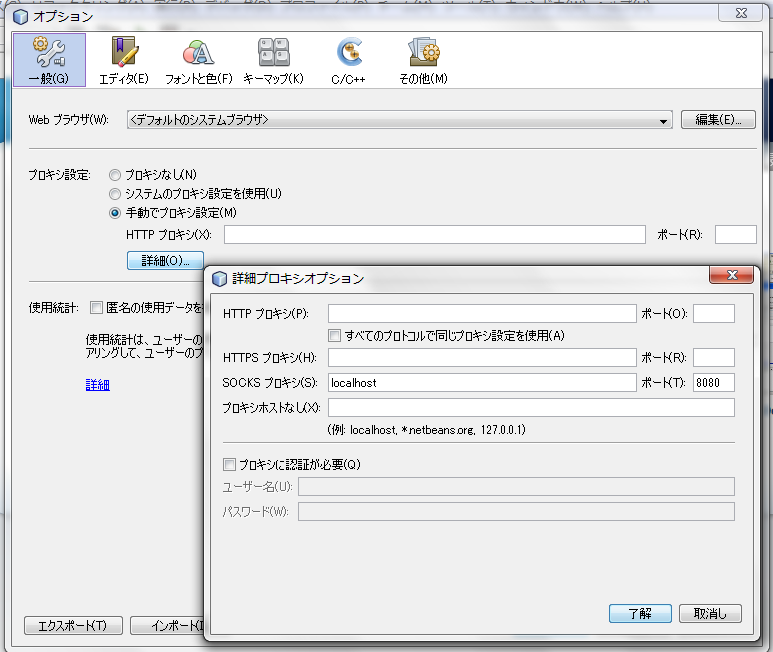 オプション
一般(G) エディタ(E) フォントと色(F) キーマップ(K) C/C++ その他(M)
Web ブラウザ(W): <デフォルトのシステムブラウザ> 編集(E)...
プロキシ設定: プロキシなし(N)
システムのプロキシ設定を使用(U)
手動でプロキシ設定(M)
HTTP プロキシ(X): ポート(R):
詳細(O)...
使用統計: 匿名の使用データを
使用統計は、ユーザーの
アリングして、ユーザーのプ
詳細
エクスポート(T) インポート(I
詳細プロキシオプション
HTTP プロキシ(P): ポート(O):
すべてのプロトコルで同じプロキシ設定を使用(A)
HTTPS プロキシ(H): ポート(R):
SOCKS プロキシ(S): localhost ポート(T): 8080
プロキシホストなし(X):
(例: localhost, *.netbeans.org, 127.0.0.1)
プロキシに認証が必要(Q)
ユーザー名(U):
パスワード(W):
了解 取消し